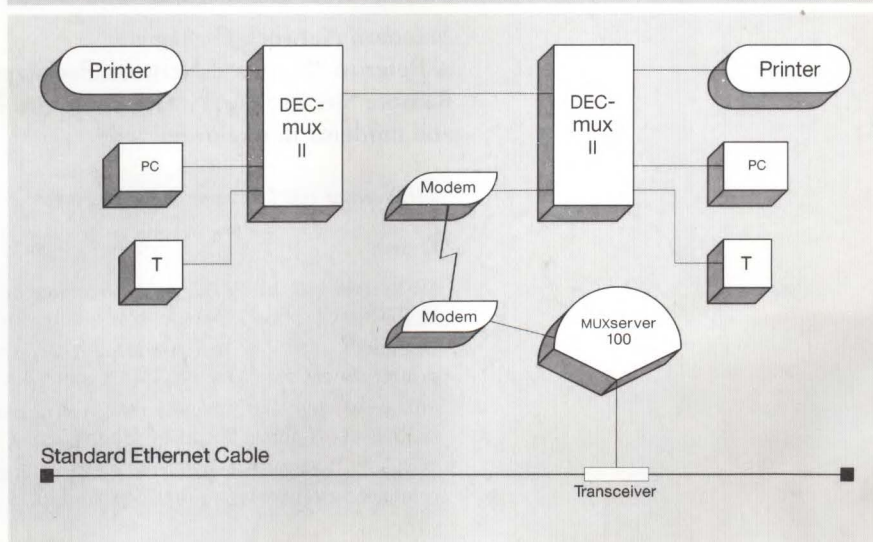 Printer
DEC-
mux
II
PC
T
DEC-
mux
II
Printer
PC
T
Modem
Modem
MUXserver
100
Standard Ethernet Cable
Transceiver